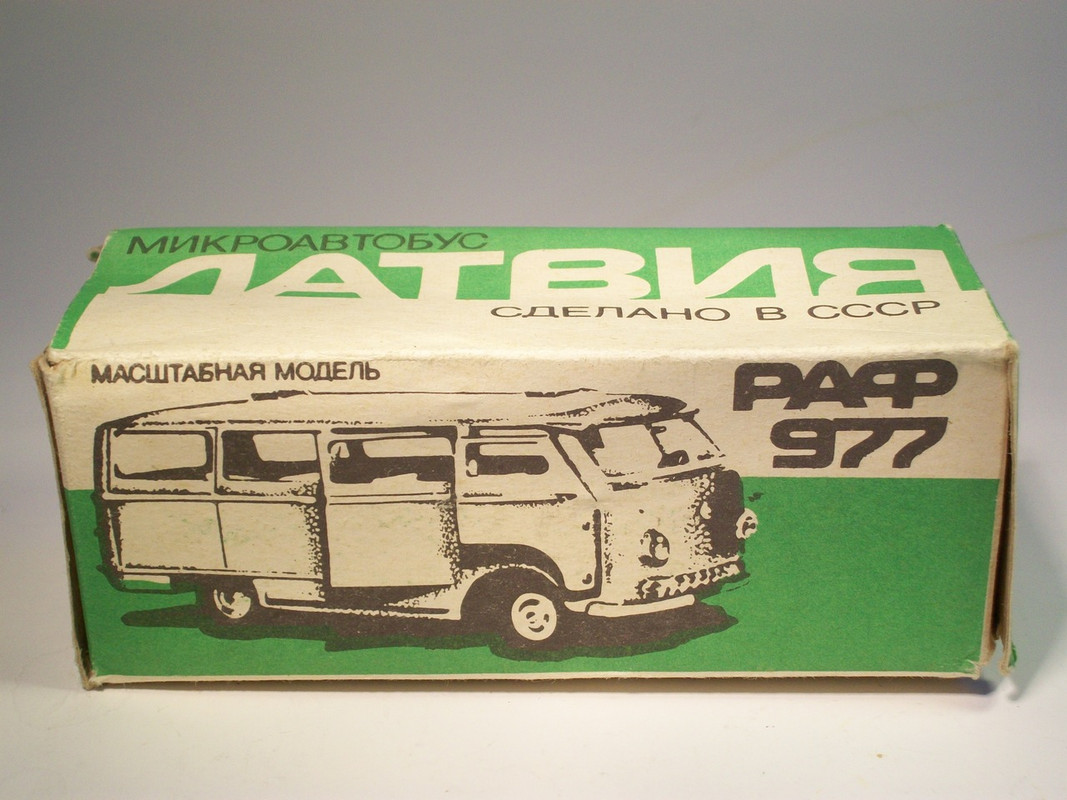 МИКРОАВТОБУС
ЛАТВИЯ
СДЕЛАНО В СССР
МАСШТАБНАЯ МОДЕЛЬ
РАФ
977